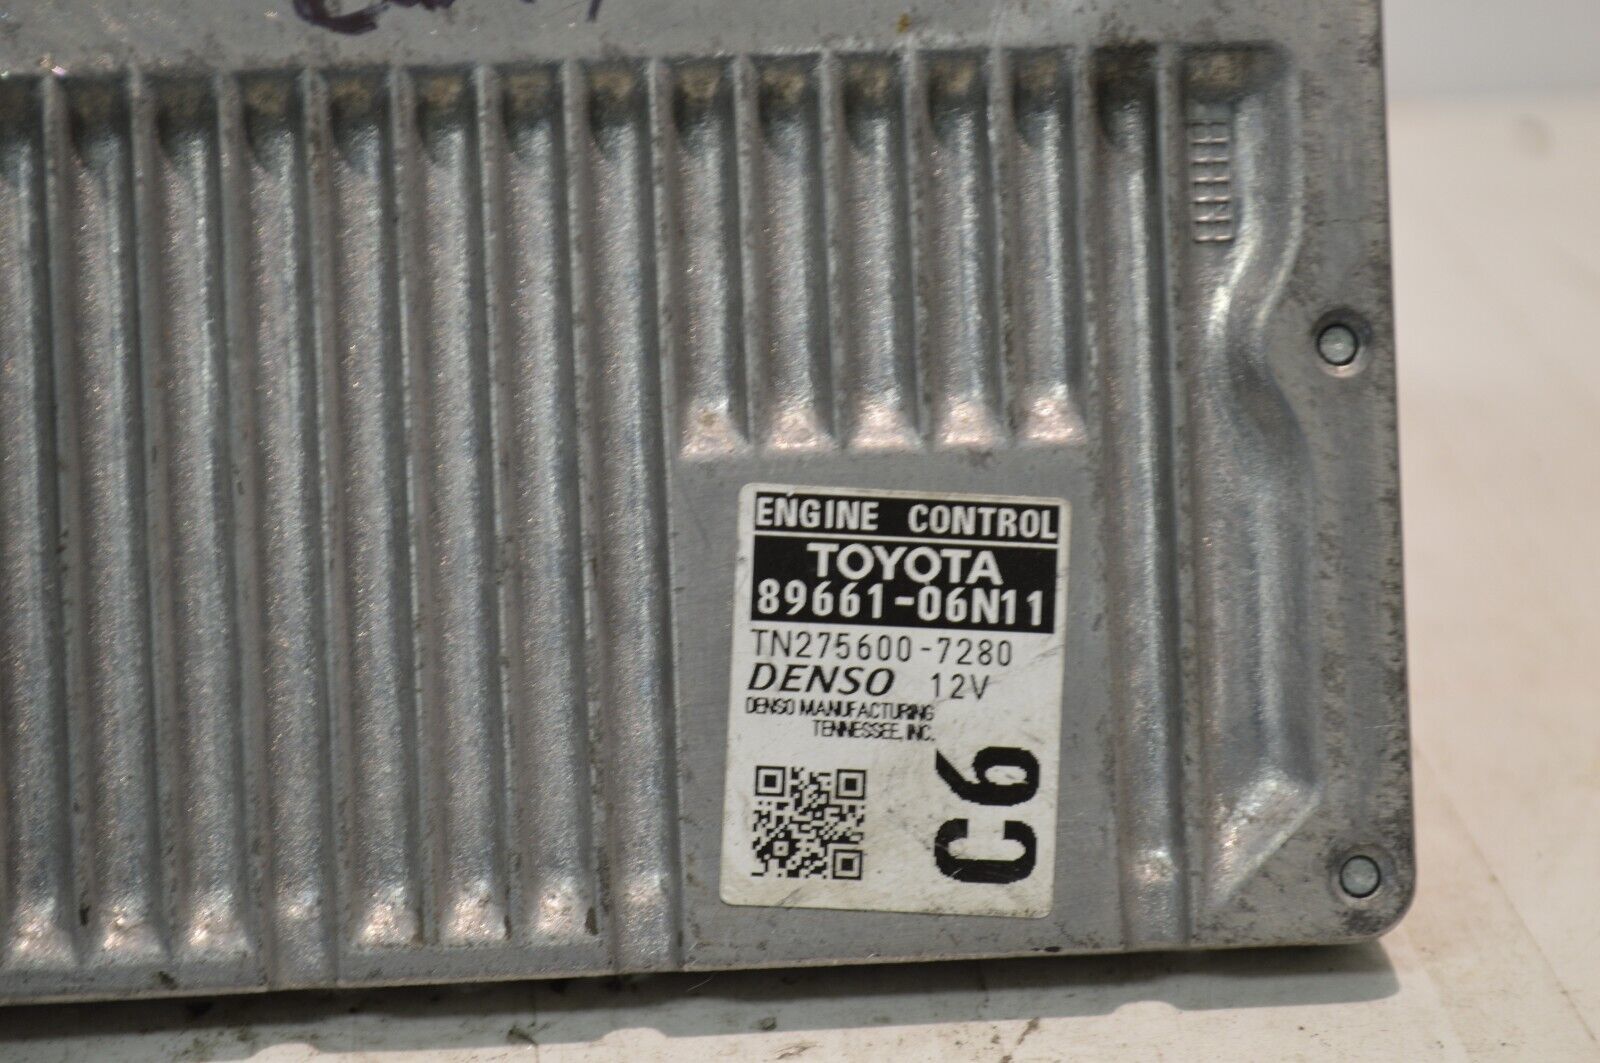 ENGINE CONTROL
TOYOTA
89661-06N11
TN275600-7280
DENSO 12V
DENSO MANUFACTURING
TENNESSEE, INC.
C6